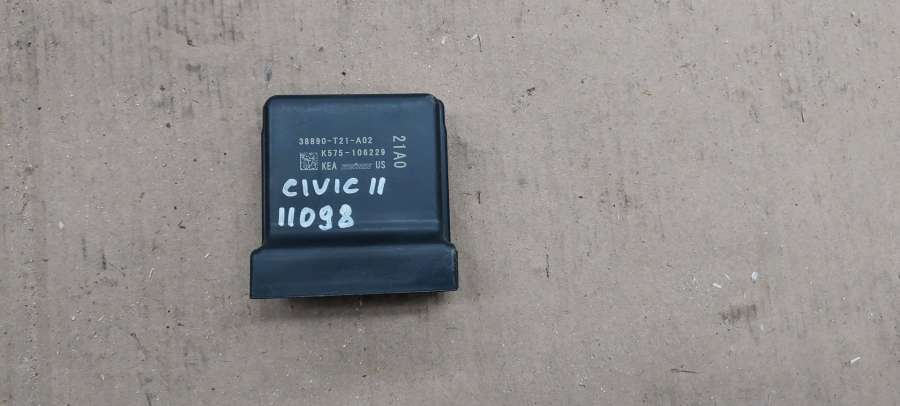 38890-T21-A02
K575-106229
KEA US
21A0
CIVIC 11
11098